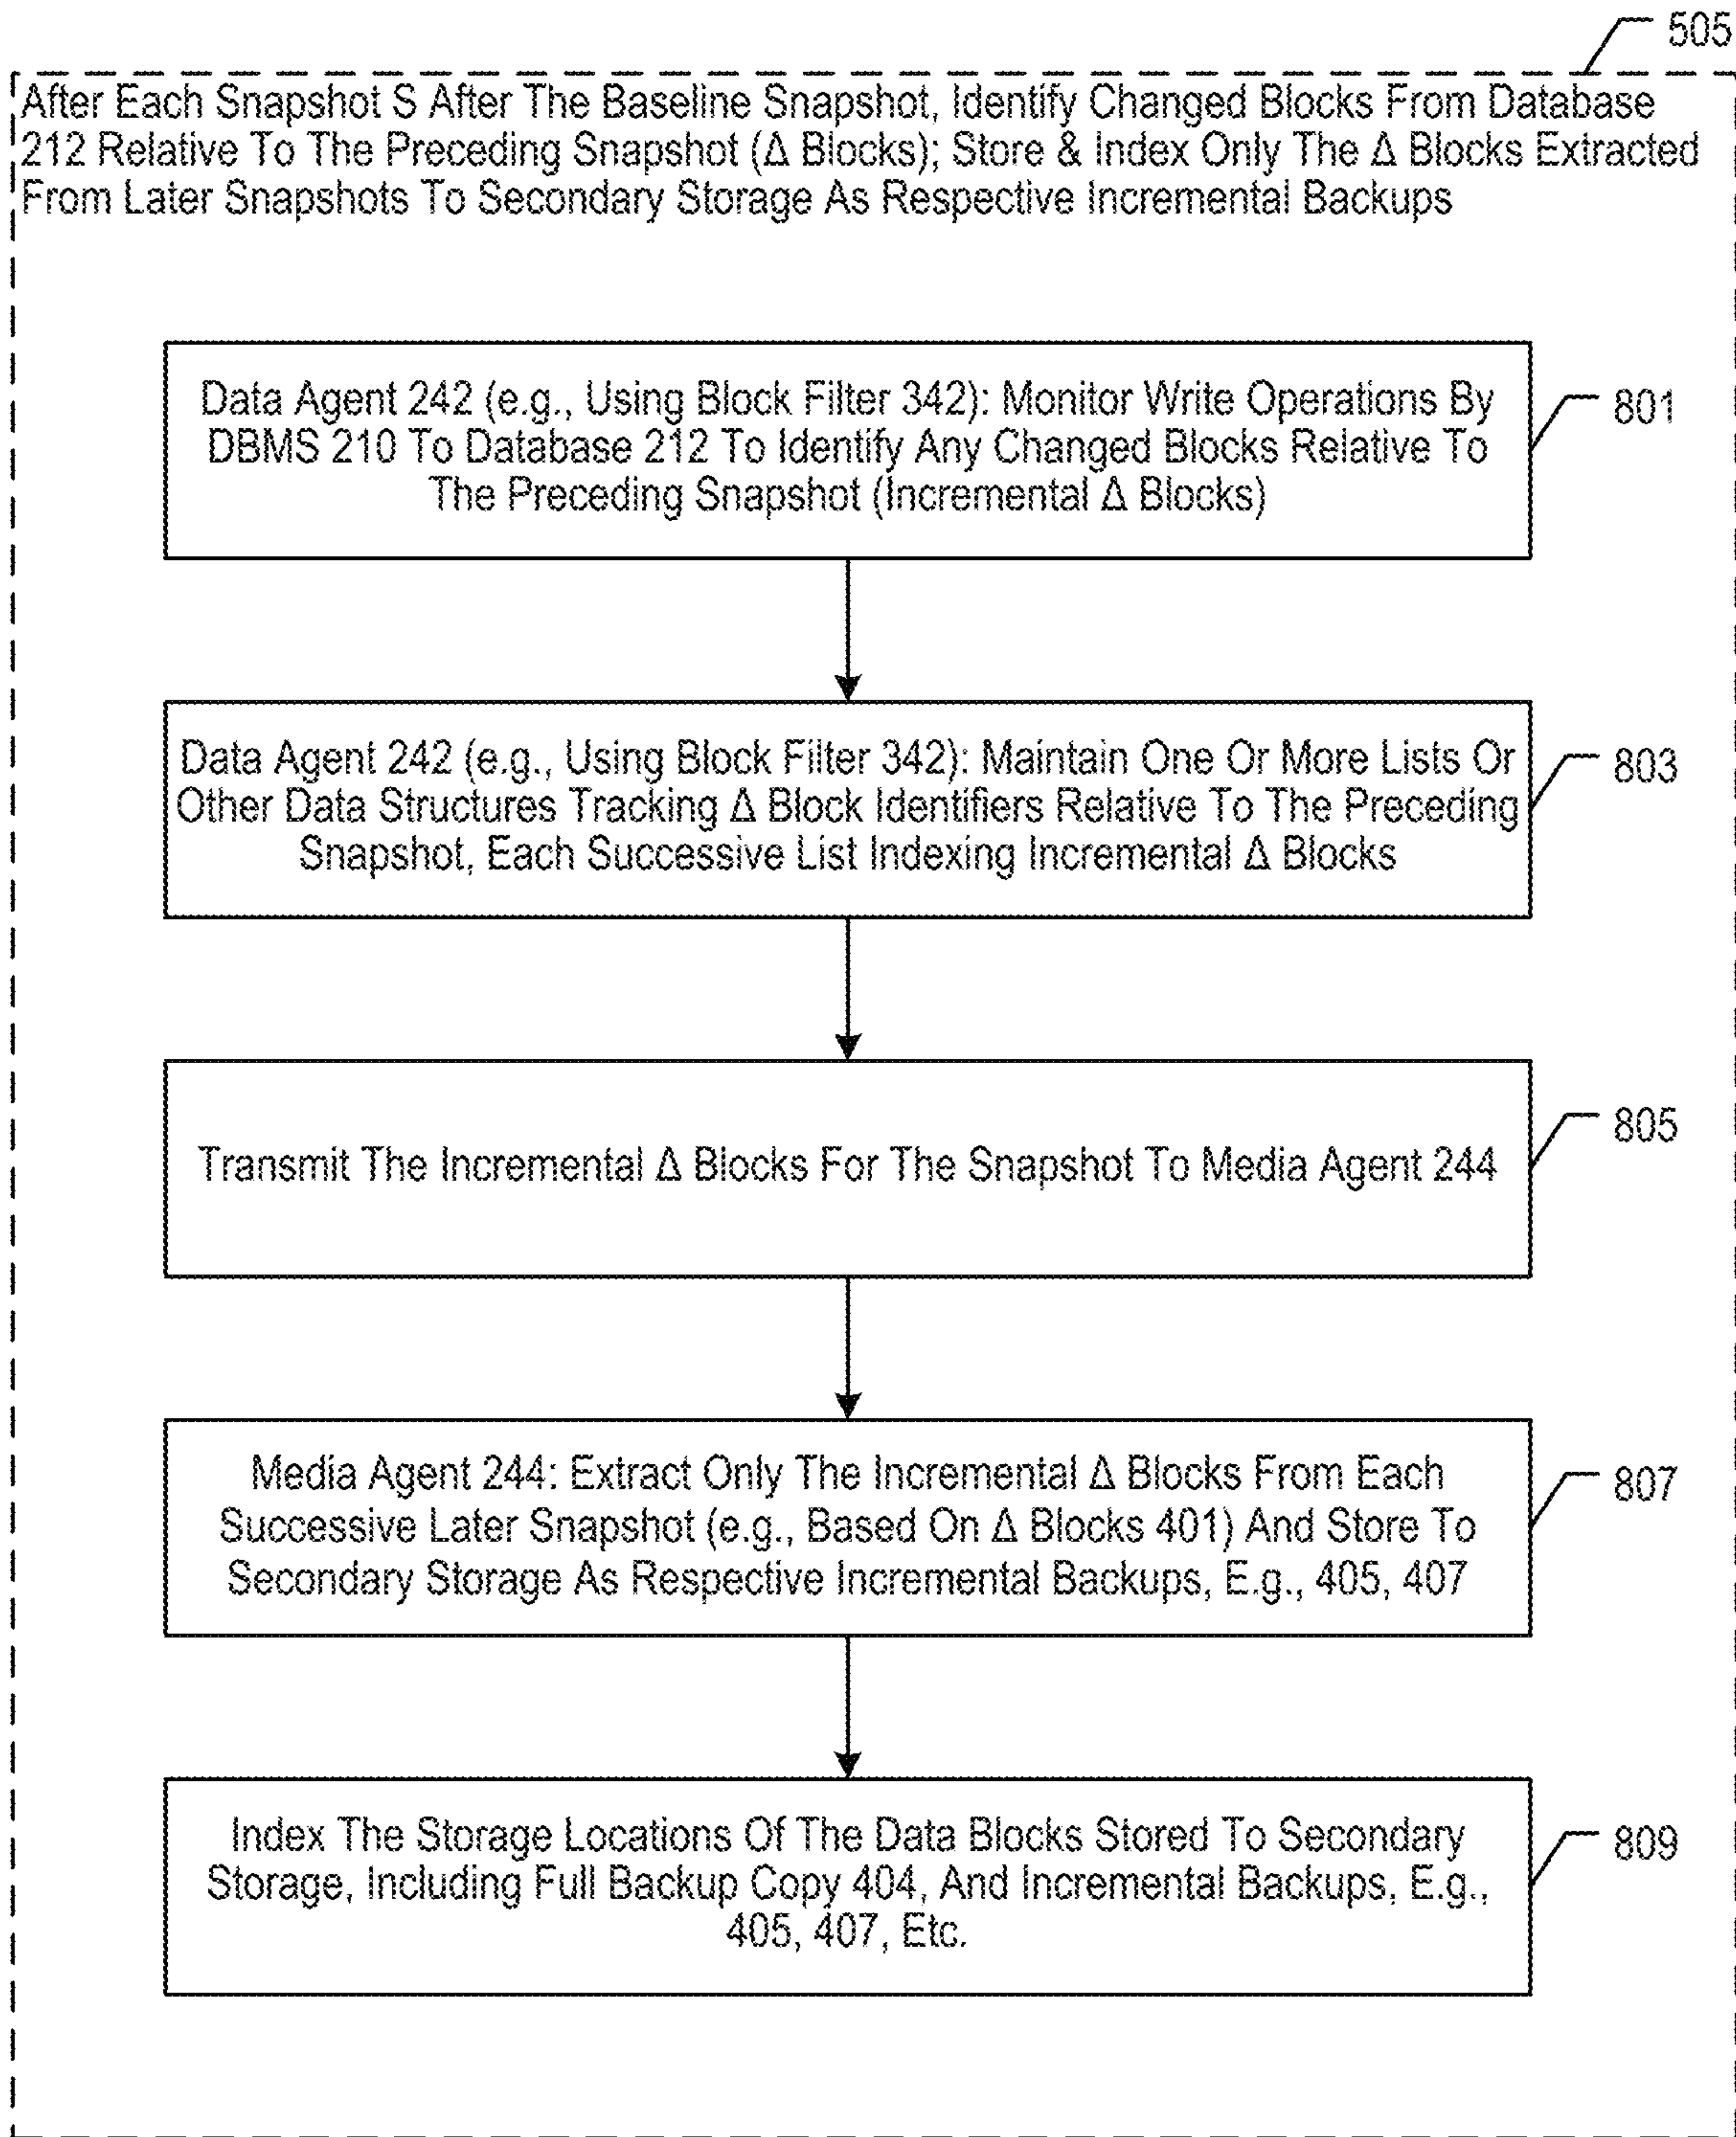 505
After Each Snapshot S After The Baseline Snapshot, Identify Changed Blocks From Database
212 Relative To The Preceding Snapshot (Δ Blocks); Store & Index Only The Δ Blocks Extracted
From Later Snapshots To Secondary Storage As Respective Incremental Backups
Data Agent 242 (e.g., Using Block Filter 342): Monitor Write Operations By
DBMS 210 To Database 212 To Identify Any Changed Blocks Relative To
The Preceding Snapshot (Incremental Δ Blocks)
801
Data Agent 242 (e.g., Using Block Filter 342): Maintain One Or More Lists Or
Other Data Structures Tracking Δ Block Identifiers Relative To The Preceding
Snapshot, Each Successive List Indexing Incremental Δ Blocks
803
Transmit The Incremental Δ Blocks For The Snapshot To Media Agent 244
805
Media Agent 244: Extract Only The Incremental Δ Blocks From Each
Successive Later Snapshot (e.g., Based On Δ Blocks 401) And Store To
Secondary Storage As Respective Incremental Backups, E.g., 405, 407
807
Index The Storage Locations Of The Data Blocks Stored To Secondary
Storage, Including Full Backup Copy 404, And Incremental Backups, E.g.,
405, 407, Etc.
809